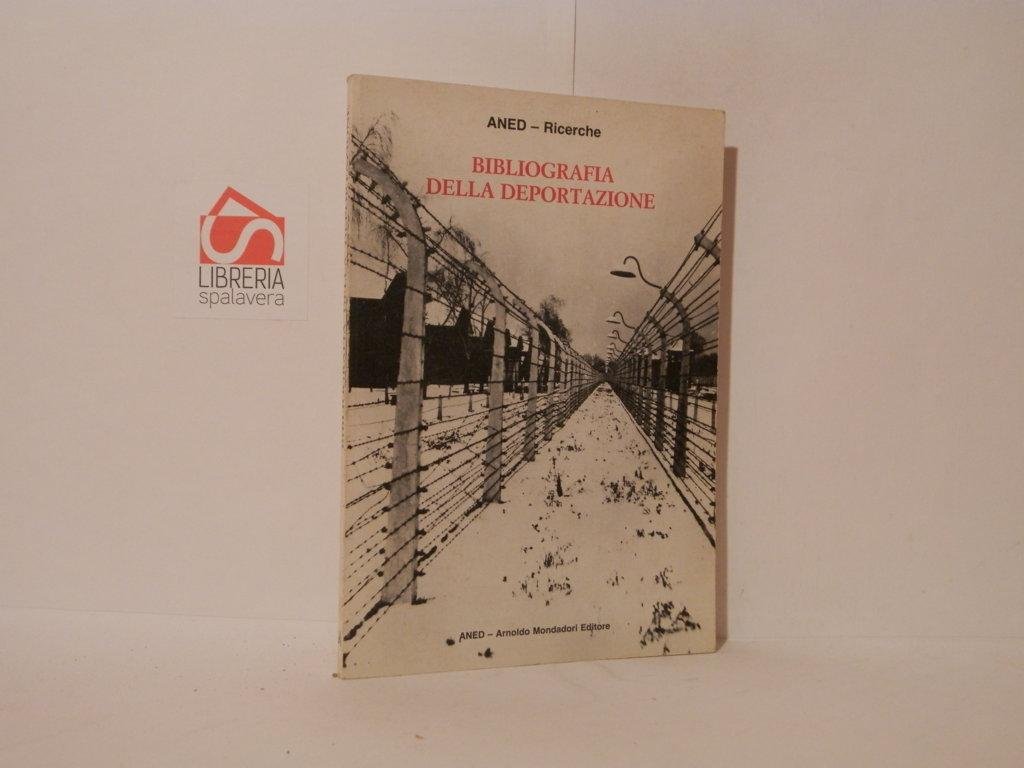 ANED – Ricerche
BIBLIOGRAFIA
DELLA DEPORTAZIONE
LIBRERIA
spalavera
ANED – Arnoldo Mondadori Editore